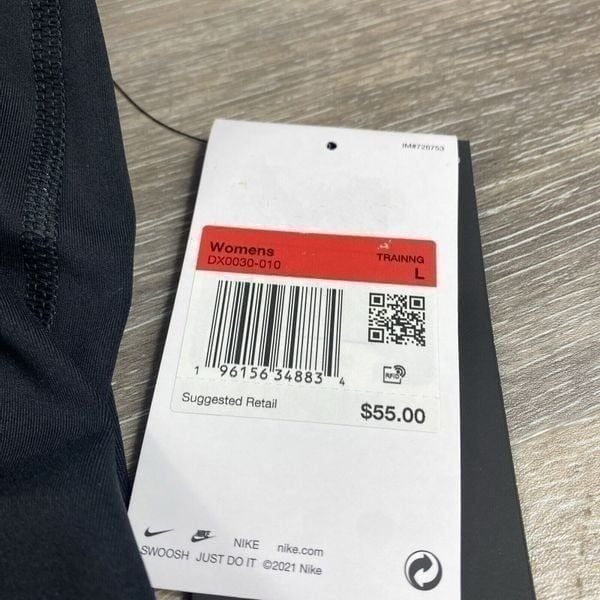 IM#726753
Womens TRAINNG
DX0030-010 L
RFID
1 96156 34883 4
Suggested Retail $55.00
NIKE nike.com
SWOOSH JUST DO IT ©2021 Nike